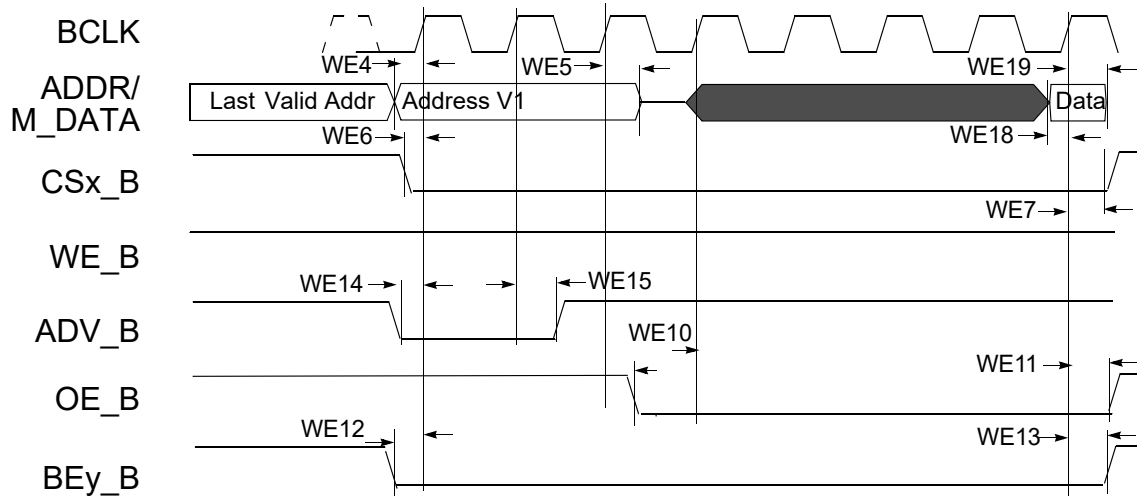 BCLK
WE4
WE5
WE19
ADDR/
M_DATA
Last Valid Addr
Address V1
Data
WE6
WE18
CSx_B
WE7
WE_B
WE14
WE15
ADV_B
WE10
WE11
OE_B
WE12
WE13
BEy_B